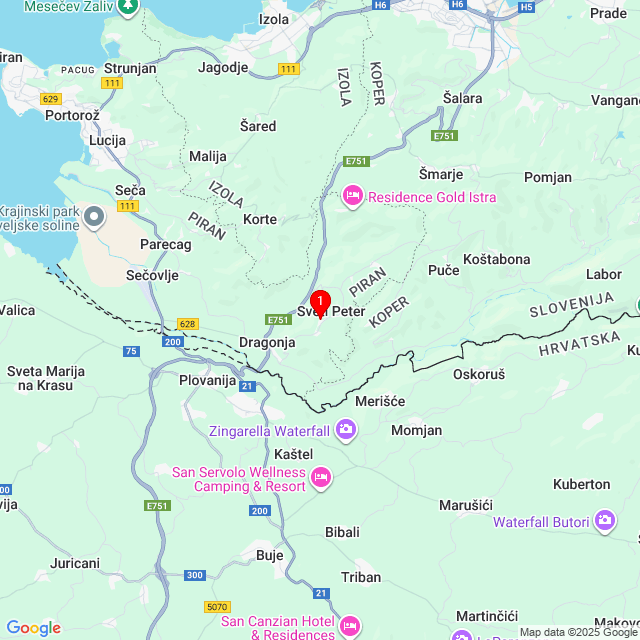 Mesečev Zaliv
Izola
H6
H6
H5
Prade
iran
PACUG
Strunjan
Jagodje
111
111
IZOLA
KOPER
629
Portorož
Šalara
Vangan
Lucija
Šared
E751
Malija
E751
Šmarje
Pomjan
Seča
IZOLA
Residence Gold Istra
111
Krajinski park
veljske soline
PIRAN
Korte
Parecag
Koštabona
Sečovlje
Puče
Labor
PIRAN
1
Valica
Sveti Peter
KOPER
SLOVENIJA
628
E751
200
Dragonja
HRVATSKA
75
Ku
Sveta Marija
na Krasu
Plovanija
21
Oskoruš
Merišće
Zingarella Waterfall
Momjan
Kaštel
San Servolo Wellness
Camping & Resort
Kuberton
200
E751
Marušići
vija
200
Waterfall Butori
Bibali
Buje
Juricani
300
Triban
21
5070
San Canzian Hotel
& Residences
Martinčići
Makov
Google
Map data ©2025 Google